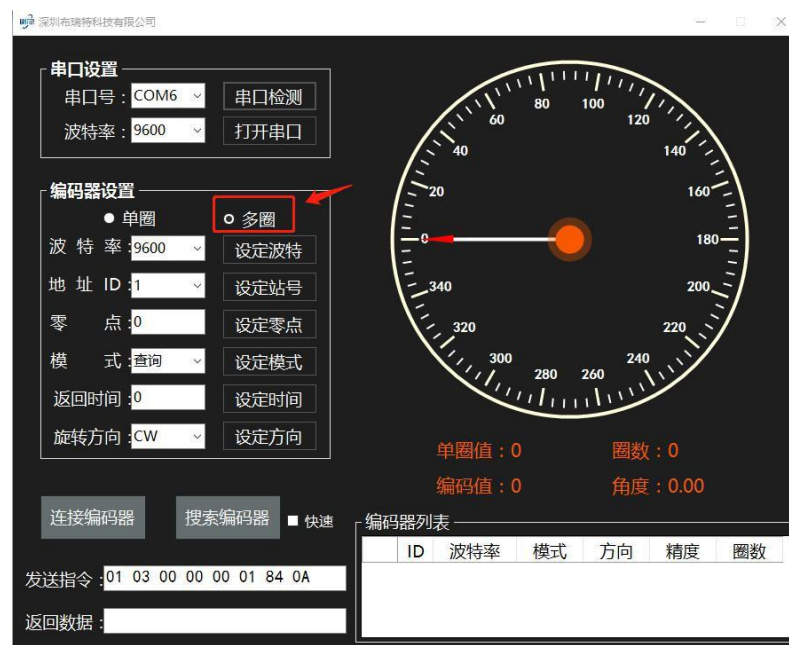 深圳布瑞特科技有限公司
串口设置
串口号：COM6 串口检测
波特率：9600 打开串口
编码器设置
单圈 多圈
波 特 率：9600 设定波特
地 址 ID：1 设定站号
零 点：0 设定零点
模 式：查询 设定模式
返回时间：0 设定时间
旋转方向：CW 设定方向
连接编码器 搜索编码器 快速
发送指令：01 03 00 00 00 01 84 0A
返回数据：
0
20
40
60
80
100
120
140
160
180
200
220
240
260
280
300
320
340
单圈值：0 圈数：0
编码值：0 角度：0.00
编码器列表
ID 波特率 模式 方向 精度 圈数